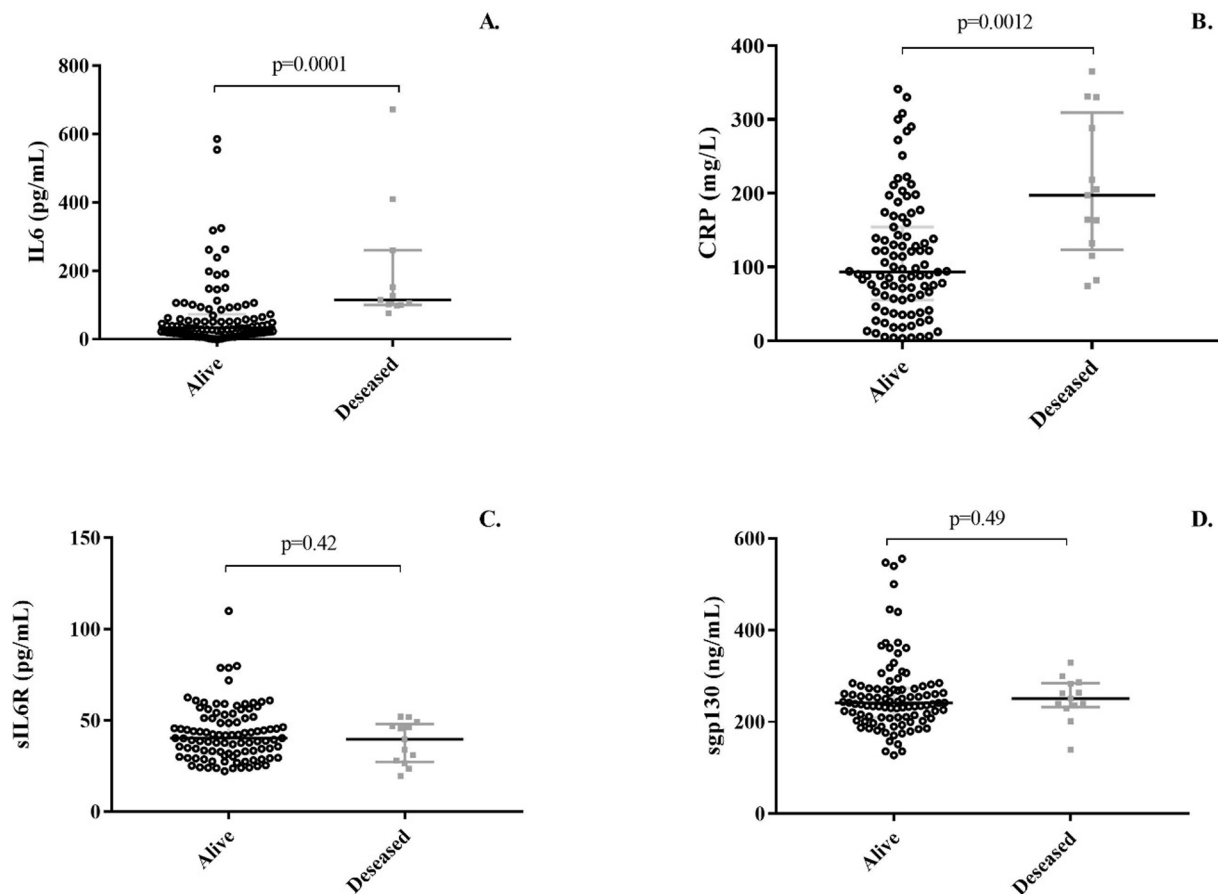 A.
p=0.0001
IL6 (pg/mL)
800
600
400
200
0
Alive
Deseased
B.
p=0.0012
CRP (mg/L)
400
300
200
100
0
Alive
Deseased
C.
p=0.42
sIL6R (pg/mL)
150
100
50
0
Alive
Deseased
D.
p=0.49
sgp130 (ng/mL)
600
400
200
0
Alive
Deseased